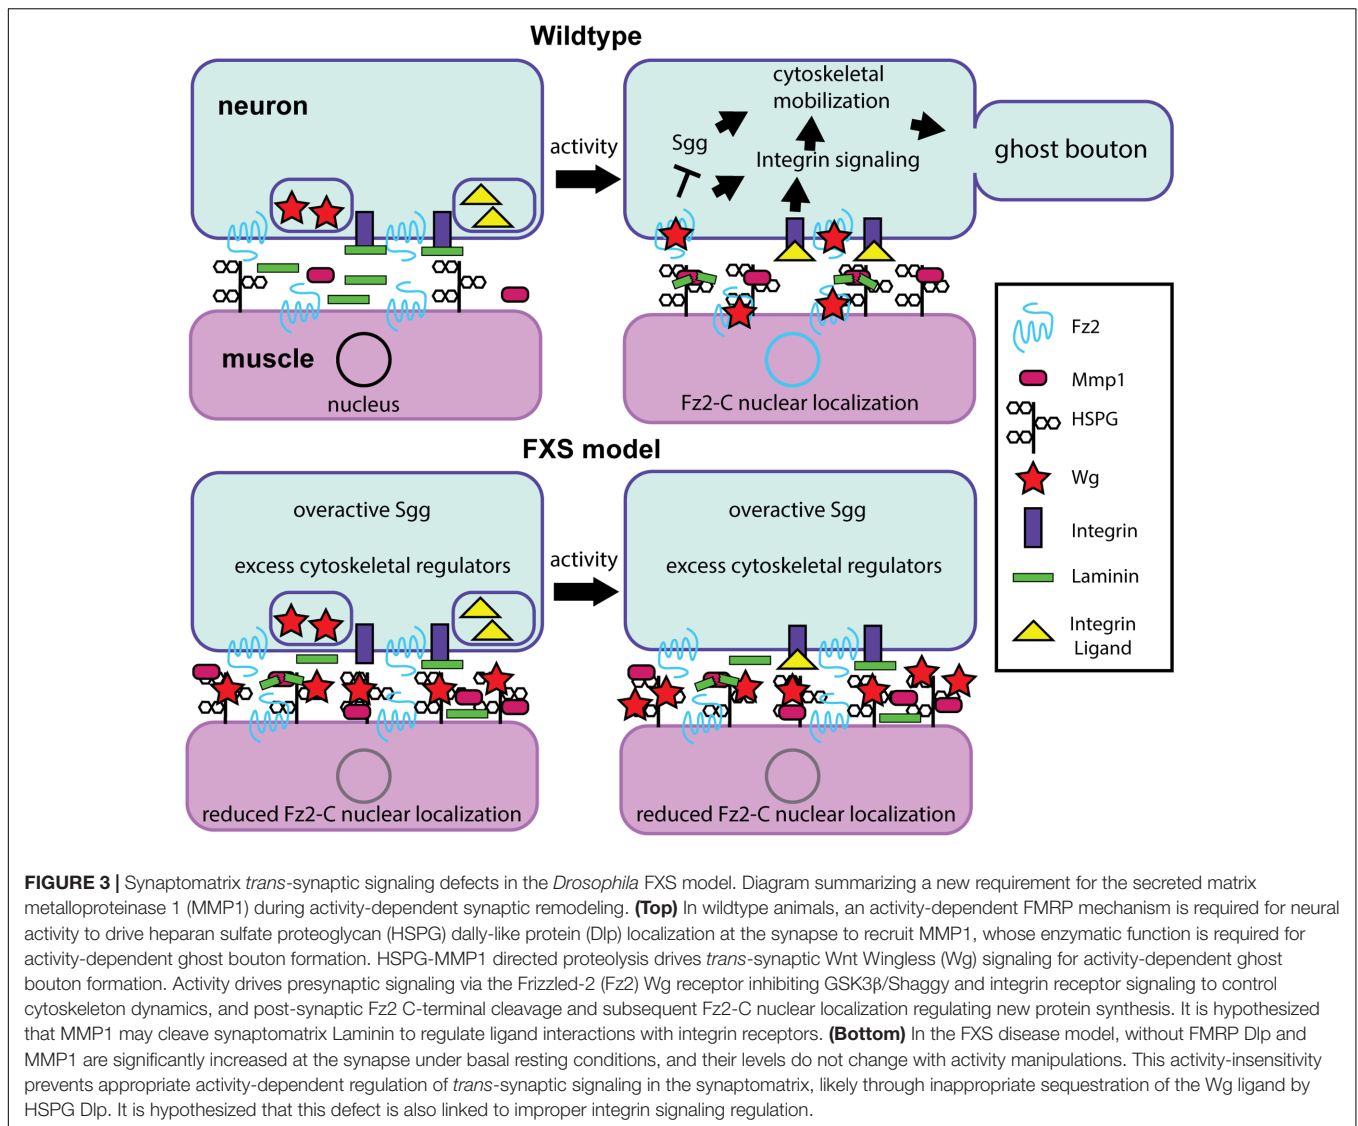 Wildtype
neuron
activity
cytoskeletal
mobilization
Sgg
Integrin signaling
ghost bouton
muscle
nucleus
Fz2-C nuclear localization
Fz2
Mmp1
HSPG
Wg
Integrin
Laminin
Integrin
Ligand
FXS model
overactive Sgg
excess cytoskeletal regulators
activity
overactive Sgg
excess cytoskeletal regulators
reduced Fz2-C nuclear localization
reduced Fz2-C nuclear localization
FIGURE 3 | Synaptomatrix trans-synaptic signaling defects in the Drosophila FXS model. Diagram summarizing a new requirement for the secreted matrix
metalloproteinase 1 (MMP1) during activity-dependent synaptic remodeling. (Top) In wildtype animals, an activity-dependent FMRP mechanism is required for neural
activity to drive heparan sulfate proteoglycan (HSPG) dally-like protein (Dlp) localization at the synapse to recruit MMP1, whose enzymatic function is required for
activity-dependent ghost bouton formation. HSPG-MMP1 directed proteolysis drives trans-synaptic Wnt Wingless (Wg) signaling for activity-dependent ghost
bouton formation. Activity drives presynaptic signaling via the Frizzled-2 (Fz2) Wg receptor inhibiting GSK3β/Shaggy and integrin receptor signaling to control
cytoskeleton dynamics, and post-synaptic Fz2 C-terminal cleavage and subsequent Fz2-C nuclear localization regulating new protein synthesis. It is hypothesized
that MMP1 may cleave synaptomatrix Laminin to regulate ligand interactions with integrin receptors. (Bottom) In the FXS disease model, without FMRP Dlp and
MMP1 are significantly increased at the synapse under basal resting conditions, and their levels do not change with activity manipulations. This activity-insensitivity
prevents appropriate activity-dependent regulation of trans-synaptic signaling in the synaptomatrix, likely through inappropriate sequestration of the Wg ligand by
HSPG Dlp. It is hypothesized that this defect is also linked to improper integrin signaling regulation.